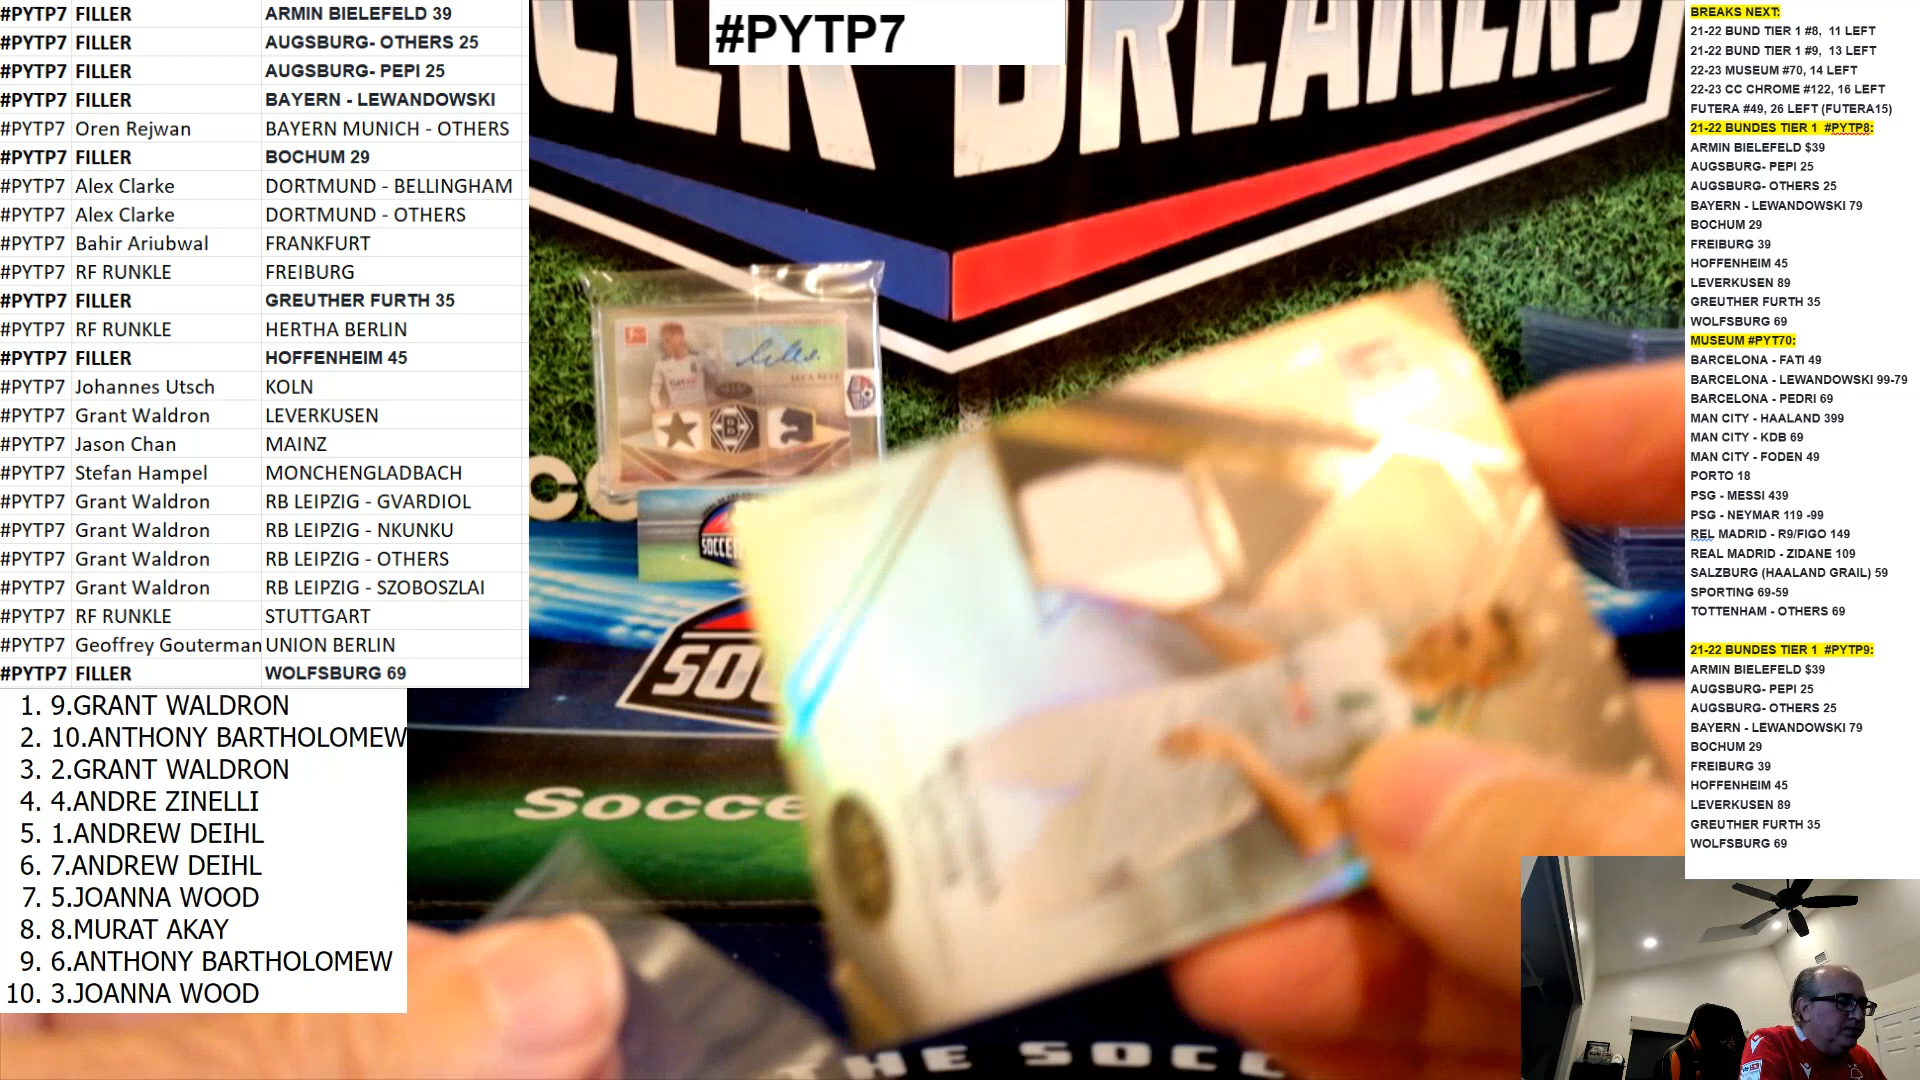 #PYTP7 FILLER ARMIN BIELEFELD 39
#PYTP7 FILLER AUGSBURG- OTHERS 25
#PYTP7 FILLER AUGSBURG- PEPI 25
#PYTP7 FILLER BAYERN - LEWANDOWSKI
#PYTP7 Oren Rejwan BAYERN MUNICH - OTHERS
#PYTP7 FILLER BOCHUM 29
#PYTP7 Alex Clarke DORTMUND - BELLINGHAM
#PYTP7 Alex Clarke DORTMUND - OTHERS
#PYTP7 Bahir Ariubwal FRANKFURT
#PYTP7 RF RUNKLE FREIBURG
#PYTP7 FILLER GREUTHER FURTH 35
#PYTP7 RF RUNKLE HERTHA BERLIN
#PYTP7 FILLER HOFFENHEIM 45
#PYTP7 Johannes Utsch KOLN
#PYTP7 Grant Waldron LEVERKUSEN
#PYTP7 Jason Chan MAINZ
#PYTP7 Stefan Hampel MONCHENGLADBACH
#PYTP7 Grant Waldron RB LEIPZIG - GVARDIOL
#PYTP7 Grant Waldron RB LEIPZIG - NKUNKU
#PYTP7 Grant Waldron RB LEIPZIG - OTHERS
#PYTP7 Grant Waldron RB LEIPZIG - SZOBOSZLAI
#PYTP7 RF RUNKLE STUTTGART
#PYTP7 Geoffrey Gouterman UNION BERLIN
#PYTP7 FILLER WOLFSBURG 69
1. 9.GRANT WALDRON
2. 10.ANTHONY BARTHOLOMEW
3. 2.GRANT WALDRON
4. 4.ANDRE ZINELLI
5. 1.ANDREW DEIHL
6. 7.ANDREW DEIHL
7. 5.JOANNA WOOD
8. 8.MURAT AKAY
9. 6.ANTHONY BARTHOLOMEW
10. 3.JOANNA WOOD
#PYTP7
BREAKERS
SOCCER
Socce
THE SOCC
BREAKS NEXT:
21-22 BUND TIER 1 #8, 11 LEFT
21-22 BUND TIER 1 #9, 13 LEFT
22-23 MUSEUM #70, 14 LEFT
22-23 CC CHROME #122, 16 LEFT
FUTERA #49, 26 LEFT (FUTERA15)
21-22 BUNDES TIER 1 #PYTP8:
ARMIN BIELEFELD $39
AUGSBURG- PEPI 25
AUGSBURG- OTHERS 25
BAYERN - LEWANDOWSKI 79
BOCHUM 29
FREIBURG 39
HOFFENHEIM 45
LEVERKUSEN 89
GREUTHER FURTH 35
WOLFSBURG 69
MUSEUM #PYT70:
BARCELONA - FATI 49
BARCELONA - LEWANDOWSKI 99-79
BARCELONA - PEDRI 69
MAN CITY - HAALAND 399
MAN CITY - KDB 69
MAN CITY - FODEN 49
PORTO 18
PSG - MESSI 439
PSG - NEYMAR 119 -99
REL MADRID - R9/FIGO 149
REAL MADRID - ZIDANE 109
SALZBURG (HAALAND GRAIL) 59
SPORTING 69-59
TOTTENHAM - OTHERS 69
21-22 BUNDES TIER 1 #PYTP9:
ARMIN BIELEFELD $39
AUGSBURG- PEPI 25
AUGSBURG- OTHERS 25
BAYERN - LEWANDOWSKI 79
BOCHUM 29
FREIBURG 39
HOFFENHEIM 45
LEVERKUSEN 89
GREUTHER FURTH 35
WOLFSBURG 69